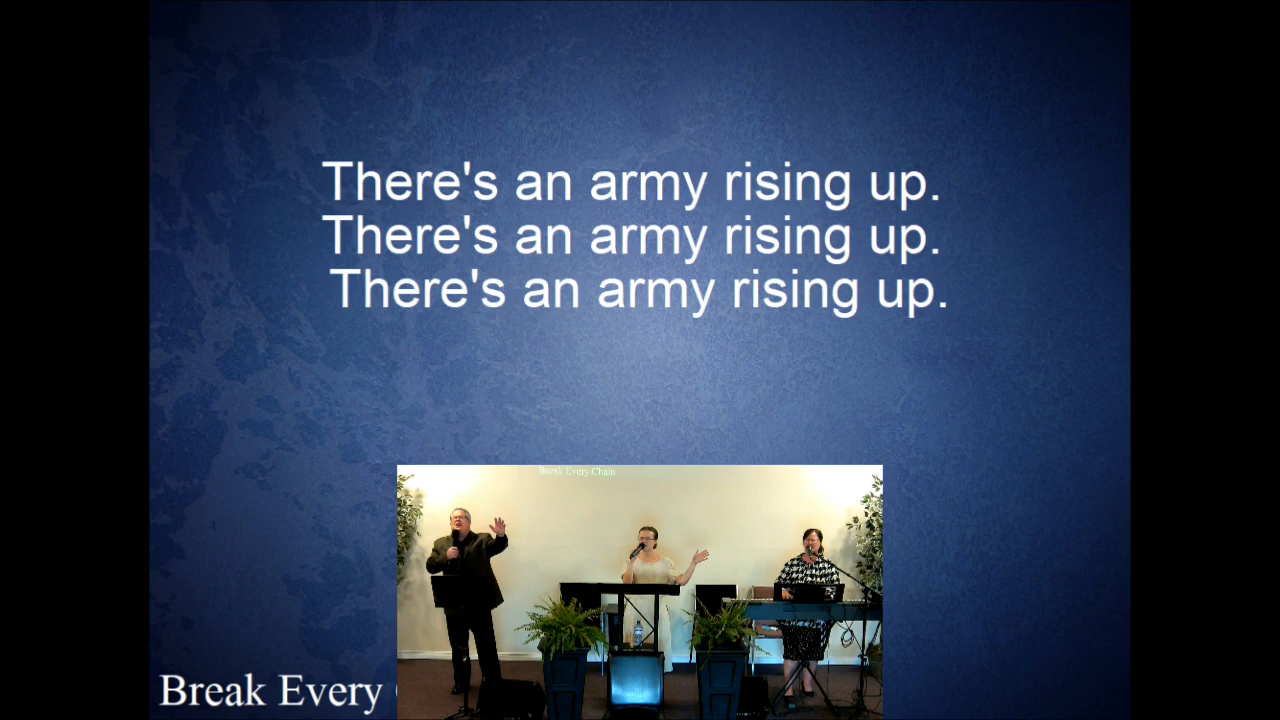 There's an army rising up.
There's an army rising up.
There's an army rising up.
Break Every Chain
Break Every